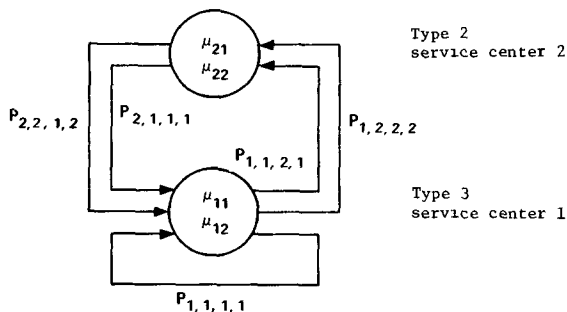 Type 2
service center 2
μ21
μ22
P2,2,1,2
P2,1,1,1
P1,1,2,1
P1,2,2,2
Type 3
service center 1
μ11
μ12
P1,1,1,1